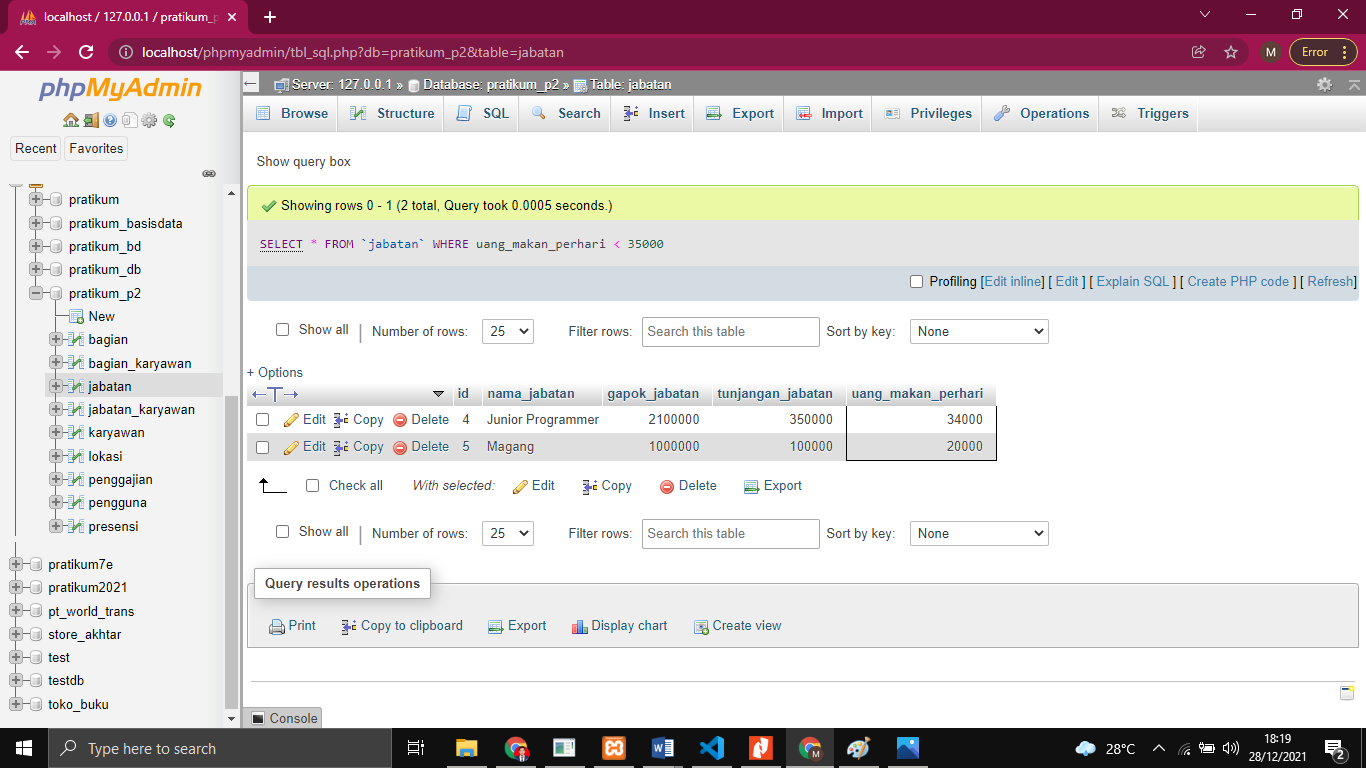 localhost / 127.0.0.1 / pratikum_p
localhost/phpmyadmin/tbl_sql.php?db=pratikum_p2&table=jabatan
M
Error
phpMyAdmin
Recent Favorites
pratikum
pratikum_basisdata
pratikum_bd
pratikum_db
pratikum_p2
New
bagian
bagian_karyawan
jabatan
jabatan_karyawan
karyawan
lokasi
penggajian
pengguna
presensi
pratikum7e
pratikum2021
pt_world_trans
store_akhtar
test
testdb
toko_buku
Server: 127.0.0.1 » Database: pratikum_p2 » Table: jabatan
Browse Structure SQL Search Insert Export Import Privileges Operations Triggers
Show query box
Showing rows 0 - 1 (2 total, Query took 0.0005 seconds.)
SELECT * FROM `jabatan` WHERE uang_makan_perhari < 35000
Profiling [Edit inline] [ Edit ] [ Explain SQL ] [ Create PHP code ] [ Refresh]
Show all | Number of rows: 25 Filter rows: Search this table Sort by key: None
+ Options
id nama_jabatan gapok_jabatan tunjangan_jabatan uang_makan_perhari
Edit Copy Delete 4 Junior Programmer 2100000 350000 34000
Edit Copy Delete 5 Magang 1000000 100000 20000
Check all With selected: Edit Copy Delete Export
Show all | Number of rows: 25 Filter rows: Search this table Sort by key: None
Query results operations
Print Copy to clipboard Export Display chart Create view
Console
Type here to search
28°C
18:19
28/12/2021
2